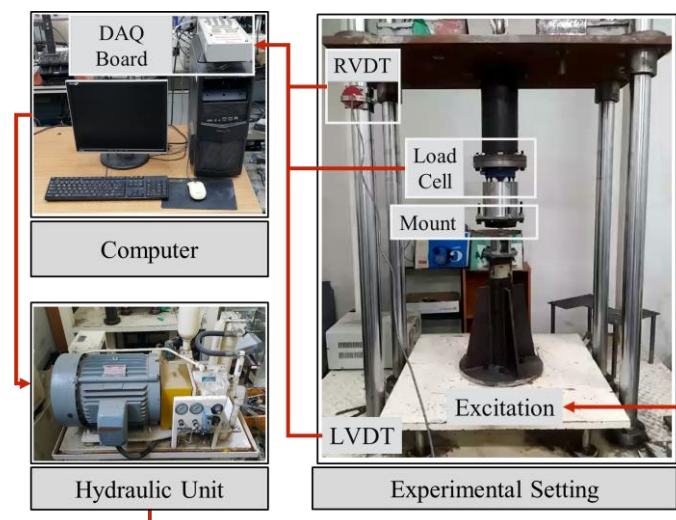 DAQ
Board
Computer
Hydraulic Unit
RVDT
Load
Cell
Mount
Excitation
LVDT
Experimental Setting